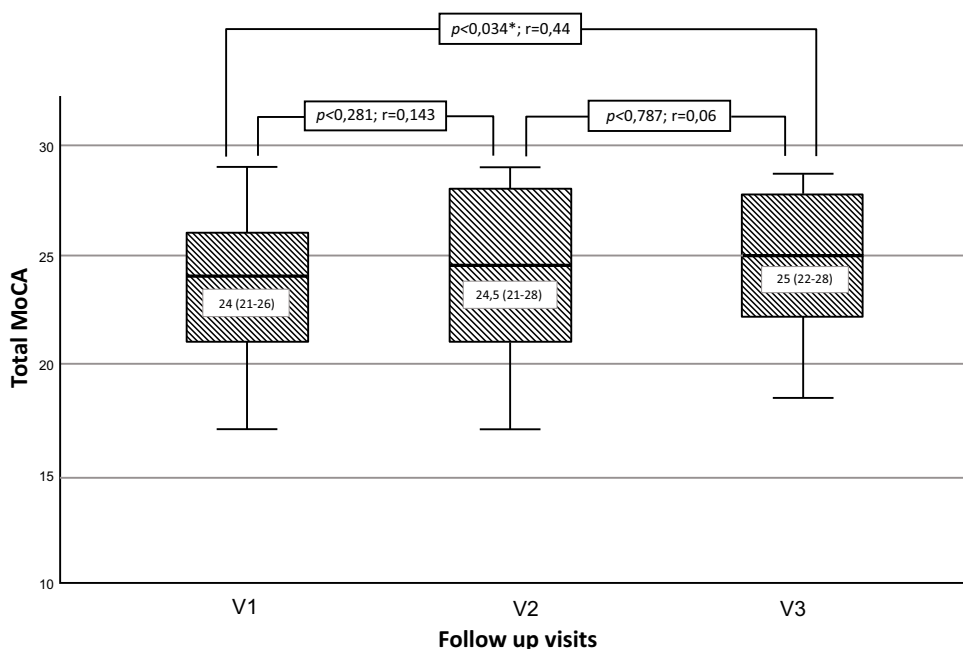 p<0,034*; r=0,44
p<0,281; r=0,143
p<0,787; r=0,06
30
25
20
15
10
Total MoCA
24 (21-26)
24,5 (21-28)
25 (22-28)
V1
V2
V3
Follow up visits